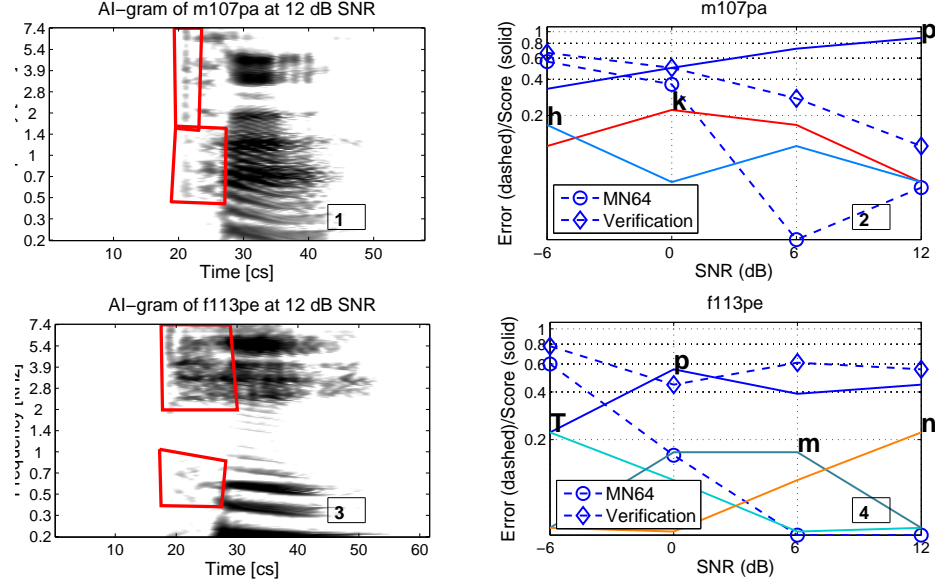 AI-gram of m107pa at 12 dB SNR
7.4
5.4
3.9
2.8
2
1.4
1
0.7
0.5
0.3
0.2
0 10 20 30 40 50
Time [cs]
1
m107pa
Error (dashed)/Score (solid)
1
0.8
0.6
0.4
0.2
p
k
h
MN64
Verification
2
-6 0 6 12
SNR (dB)
AI-gram of f113pe at 12 dB SNR
Frequency [kHz]
7.4
5.4
3.9
2.8
2
1.4
1
0.7
0.5
0.3
0.2
0 10 20 30 40 50 60
Time [cs]
3
f113pe
Error (dashed)/Score (solid)
1
0.8
0.6
0.4
0.2
p
T
m
n
MN64
Verification
4
-6 0 6 12
SNR (dB)